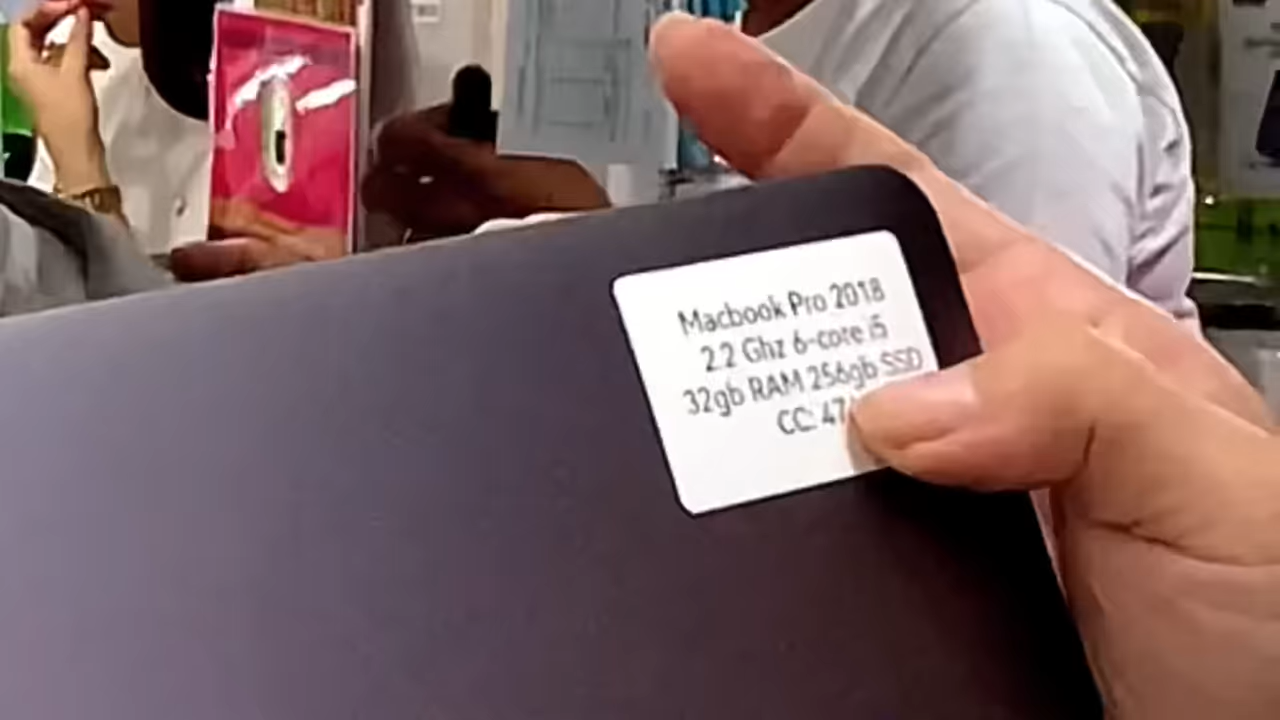 Macbook Pro 2018
2.2 Ghz 6-core i5
32gb RAM 256gb SSD
CC: 47